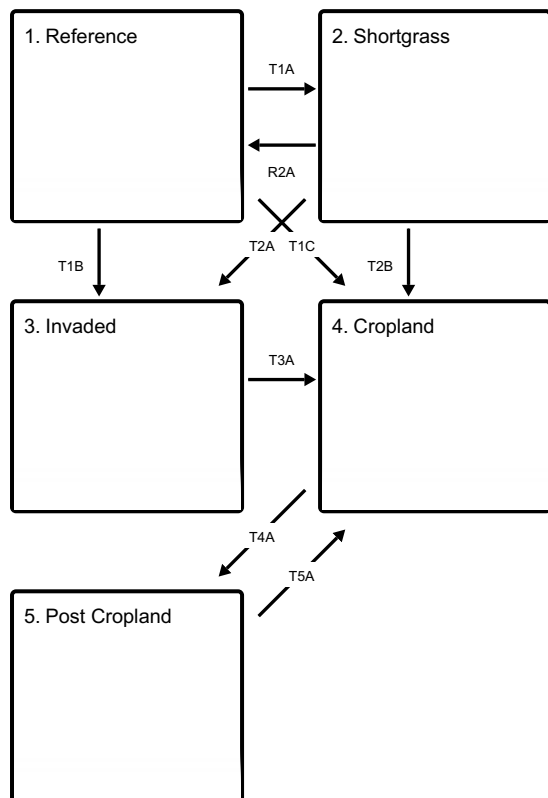 1. Reference
2. Shortgrass
T1A
R2A
T1B
T2A
T1C
T2B
3. Invaded
4. Cropland
T3A
T4A
T5A
5. Post Cropland